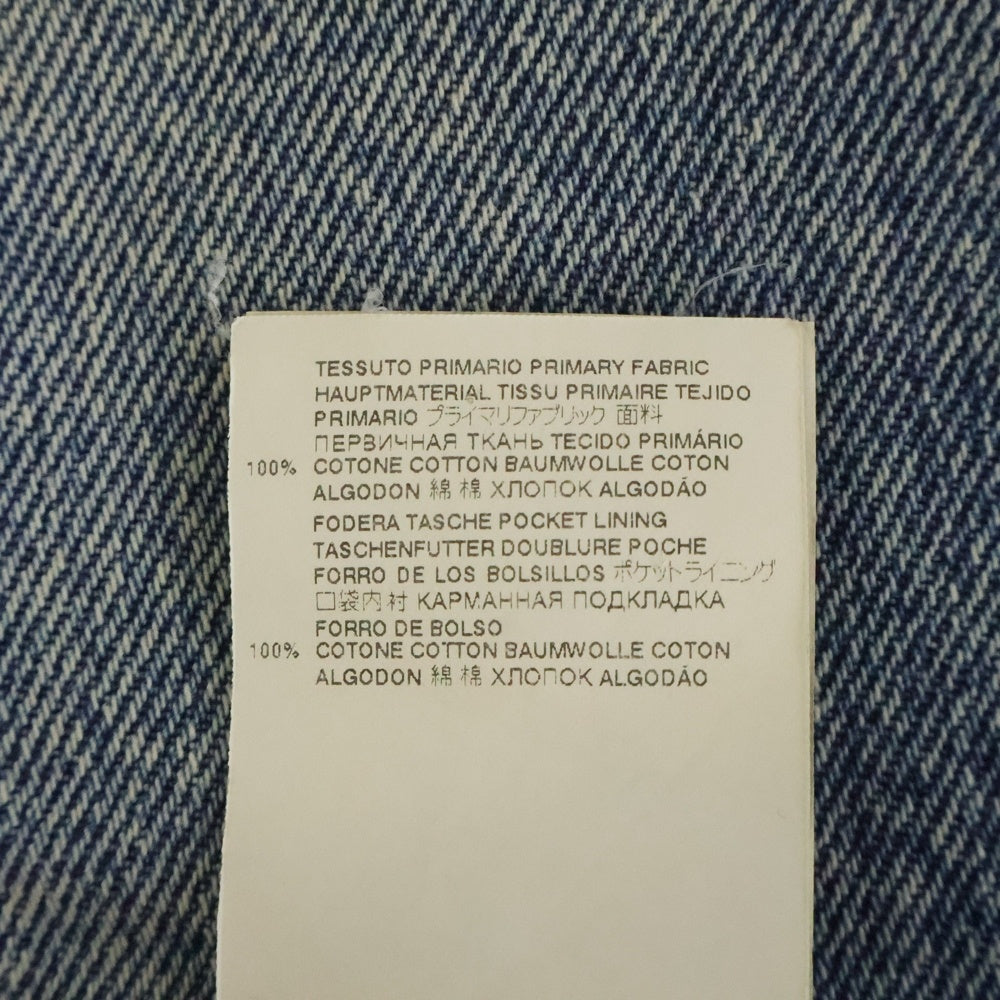 TESSUTO PRIMARIO PRIMARY FABRIC
HAUPTMATERIAL TISSU PRIMAIRE TEJIDO
PRIMARIO プライマリファブリック 面料
ПЕРВИЧНАЯ ТКАНЬ TECIDO PRIMÁRIO
100% COTONE COTTON BAUMWOLLE COTON
ALGODON 綿 棉 ХЛОПОК ALGODÃO
FODERA TASCHE POCKET LINING
TASCHENFUTTER DOUBLURE POCHE
FORRO DE LOS BOLSILLOS ポケットライニング
口袋内衬 КАРМАННАЯ ПОДКЛАДКА
FORRO DE BOLSO
100% COTONE COTTON BAUMWOLLE COTON
ALGODON 綿 棉 ХЛОПОК ALGODÃO